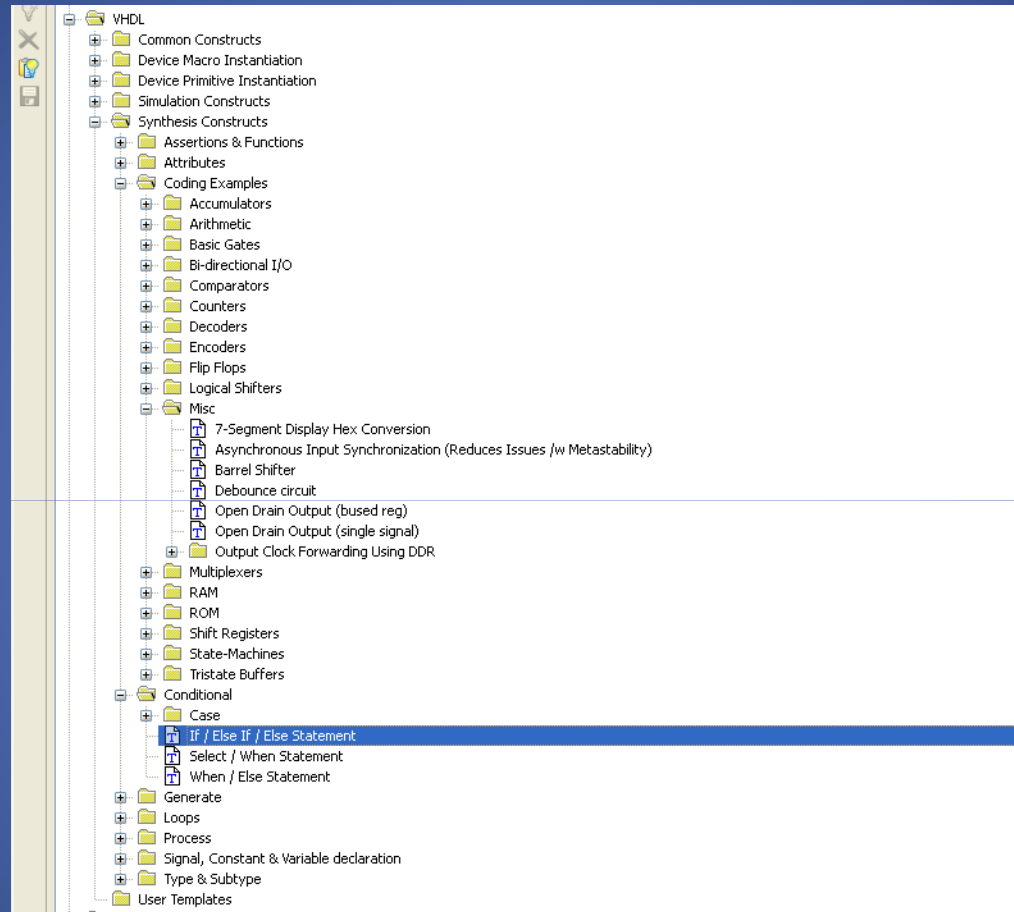 VHDL
Common Constructs
Device Macro Instantiation
Device Primitive Instantiation
Simulation Constructs
Synthesis Constructs
Assertions & Functions
Attributes
Coding Examples
Accumulators
Arithmetic
Basic Gates
Bi-directional I/O
Comparators
Counters
Decoders
Encoders
Flip Flops
Logical Shifters
Misc
7-Segment Display Hex Conversion
Asynchronous Input Synchronization (Reduces Issues /w Metastability)
Barrel Shifter
Debounce circuit
Open Drain Output (bused reg)
Open Drain Output (single signal)
Output Clock Forwarding Using DDR
Multiplexers
RAM
ROM
Shift Registers
State-Machines
Tristate Buffers
Conditional
Case
If / Else If / Else Statement
Select / When Statement
When / Else Statement
Generate
Loops
Process
Signal, Constant & Variable declaration
Type & Subtype
User Templates